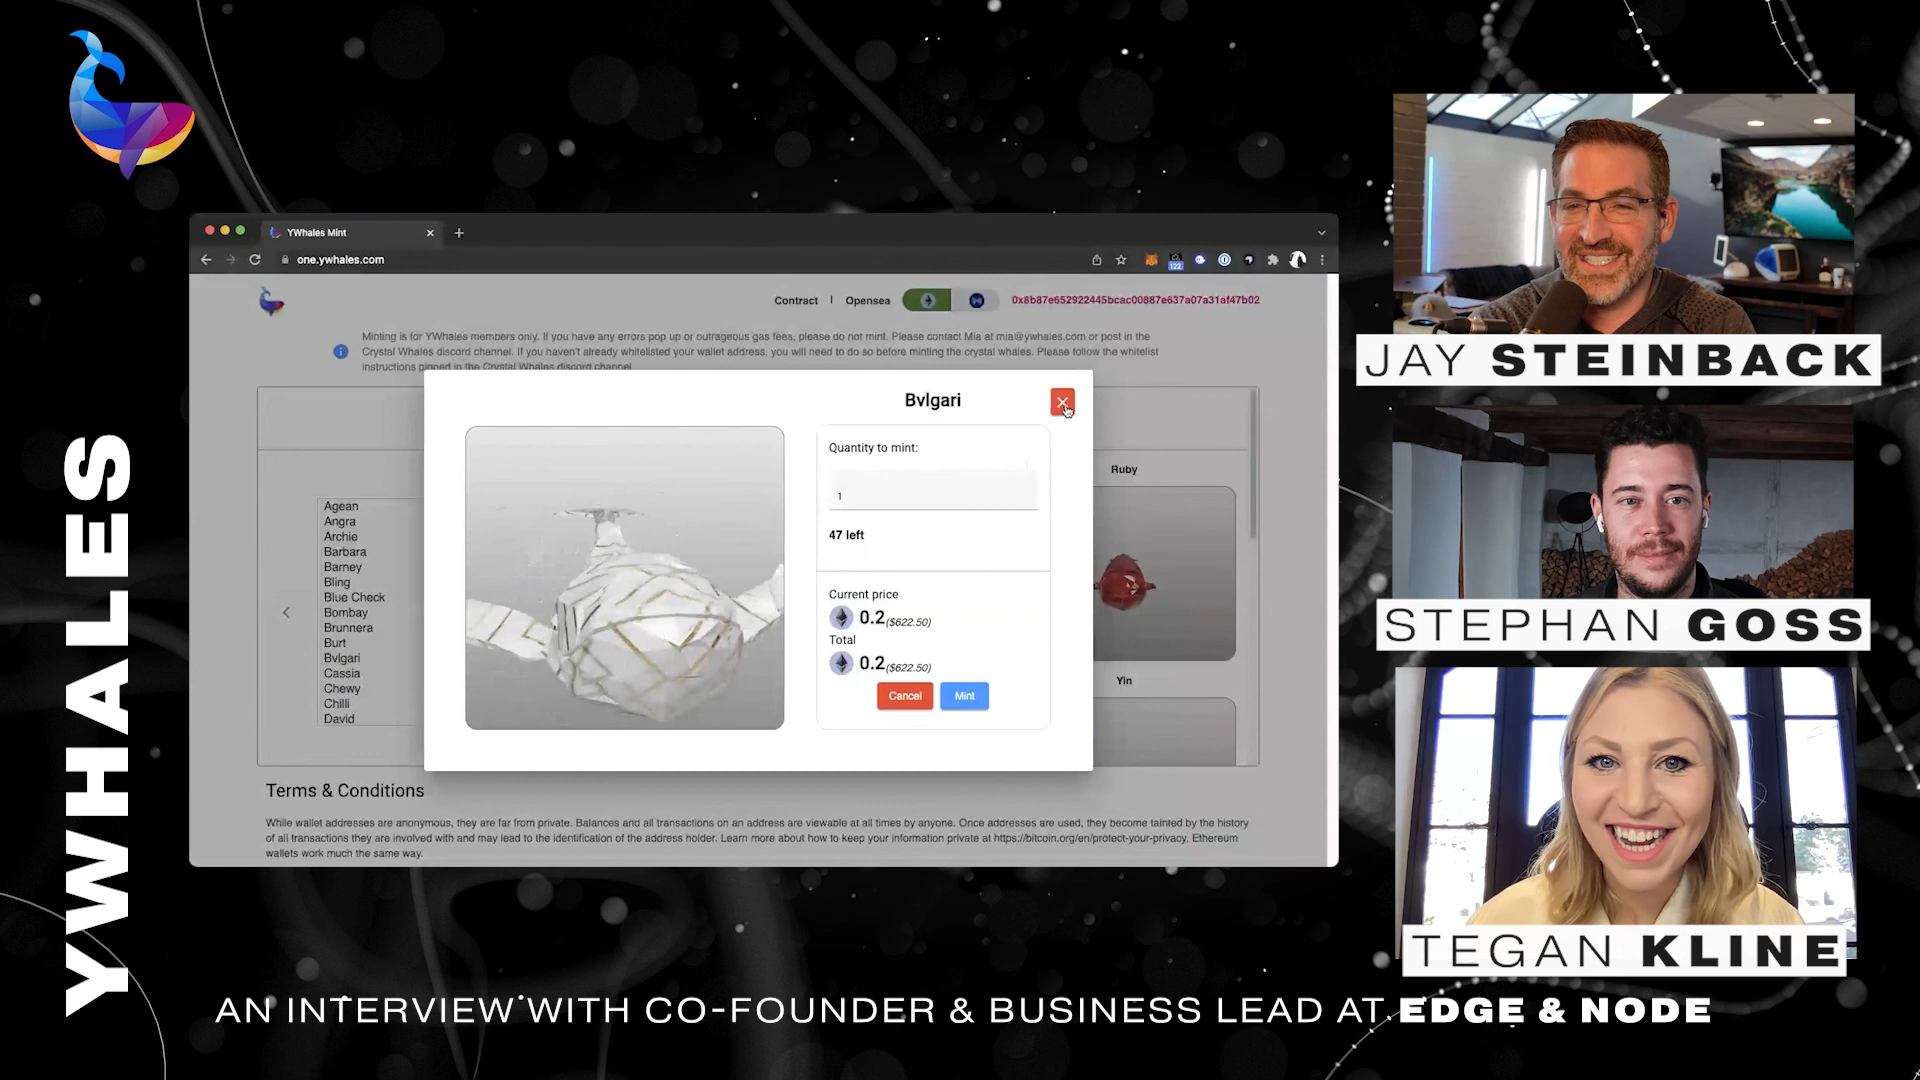 YWHALES
YWhales Mint
one.ywhales.com
122
Contract | Opensea
0x8b87e652922445bcac00887e637a07a31af47b02
Minting is for YWhales members only. If you have any errors pop up or outrageous gas fees, please do not mint. Please contact Mia at mia@ywhales.com or post in the
Crystal Whales discord channel. If you haven't already whitelisted your wallet address, you will need to do so before minting the crystal whales. Please follow the whitelist
instructions pinned in the Crystal Whales discord channel
Agean
Angra
Archie
Barbara
Barney
Bling
Blue Check
Bombay
Brunnera
Burt
Bvlgari
Cassia
Chewy
Chilli
David
Bvlgari
Quantity to mint:
1
47 left
Current price
0.2 ($622.50)
Total
0.2 ($622.50)
Cancel
Mint
Ruby
Yin
Terms & Conditions
While wallet addresses are anonymous, they are far from private. Balances and all transactions on an address are viewable at all times by anyone. Once addresses are used, they become tainted by the history
of all transactions they are involved with and may lead to the identification of the address holder. Learn more about how to keep your information private at https://bitcoin.org/en/protect-your-privacy, Ethereum
wallets work much the same way.
JAY STEINBACK
STEPHAN GOSS
TEGAN KLINE
AN INTERVIEW WITH CO-FOUNDER & BUSINESS LEAD AT EDGE & NODE